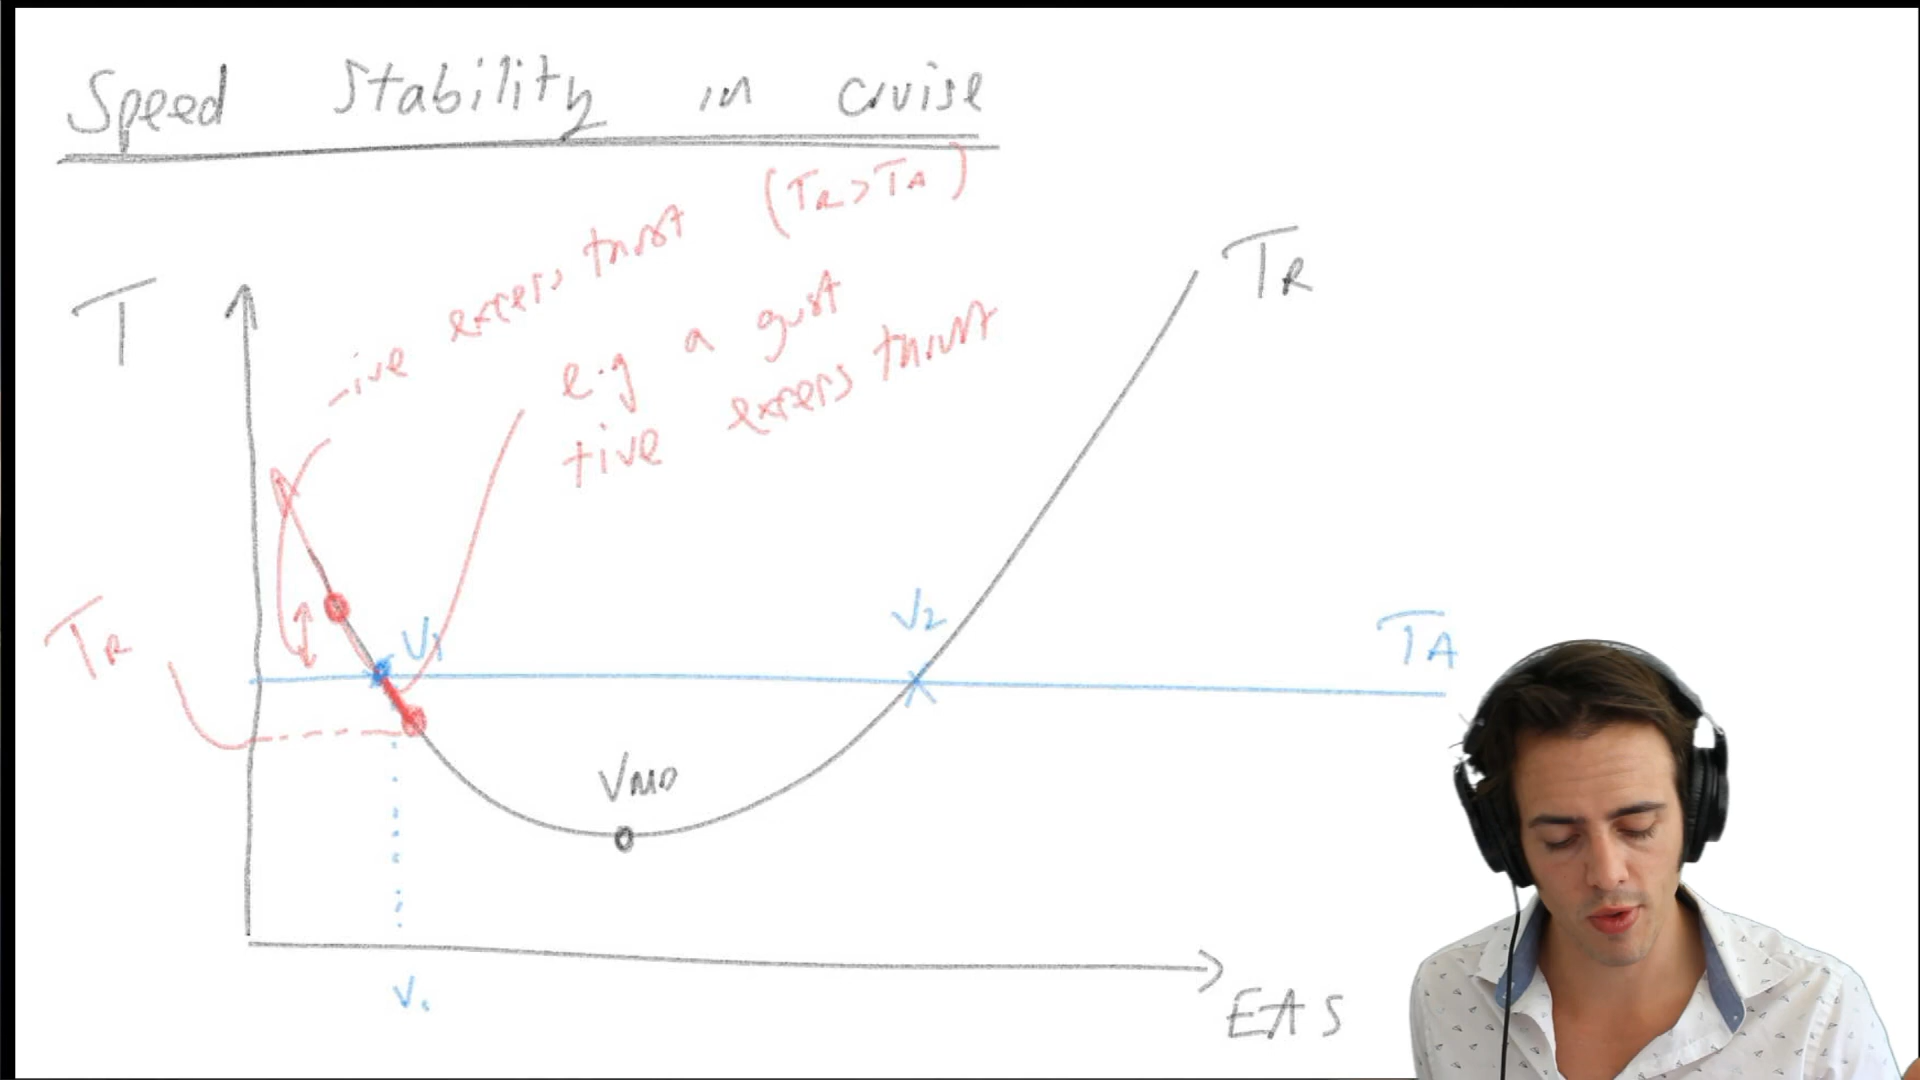 Speed Stability in cruise
-ive excess thrust (TR>TA)
e.g a gust
+ive excess thrust
T
TR
TR
V1
V2
TA
VMD
V1
EAS